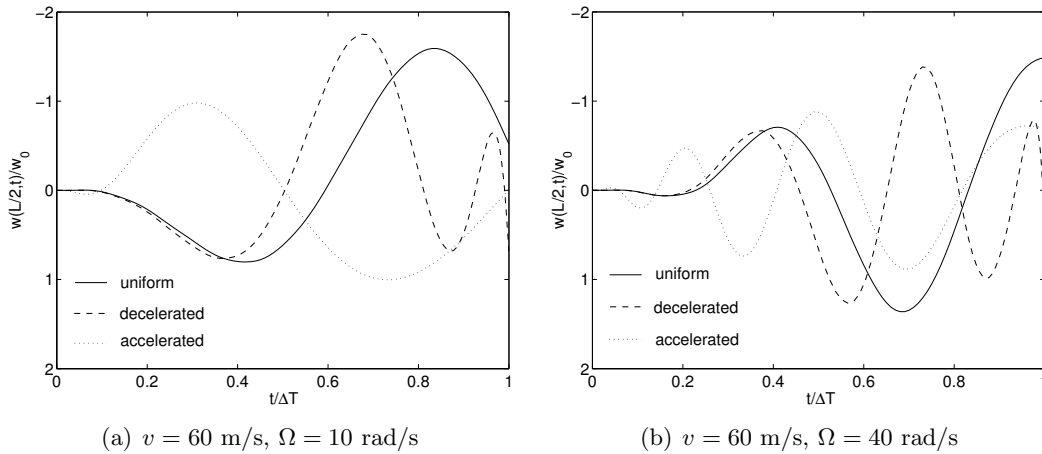 −2
−1
0
1
2
w(L/2,t)/w₀
uniform
decelerated
accelerated
0
0.2
0.4
0.6
0.8
1
t/ΔT
(a) v = 60 m/s, Ω = 10 rad/s
−2
−1
0
1
2
w(L/2,t)/w₀
uniform
decelerated
accelerated
0
0.2
0.4
0.6
0.8
1
t/ΔT
(b) v = 60 m/s, Ω = 40 rad/s